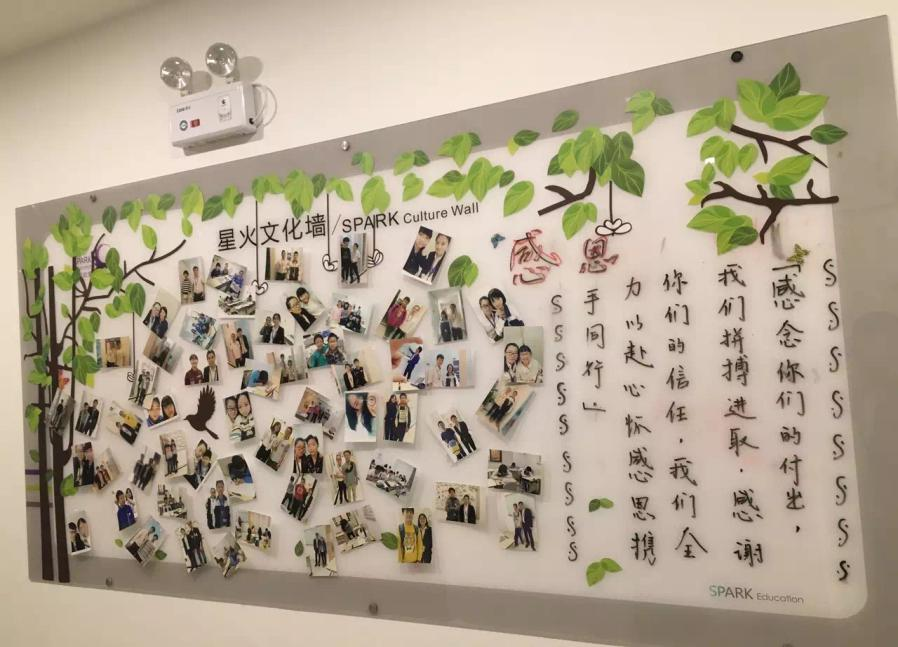 星火文化墙/SPARK Culture Wall
感恩
「感念你们的付出,
我们拼搏进取.感谢
你们的信任,我们全
力以赴心怀感恩携
手同行」
SPARK Education